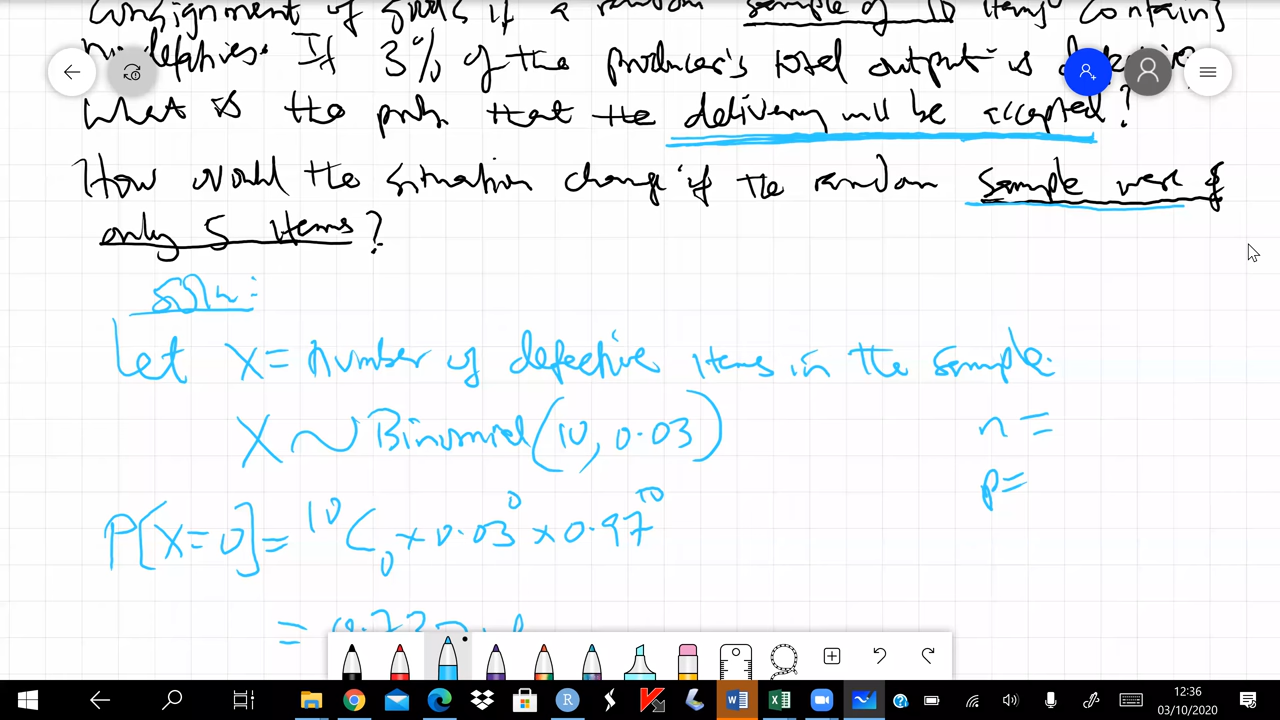 consignment of goods if a random sample of 10 items contains
no defectives. If 3% of the producer's total output is defective
What is the prob that the delivery will be accepted?
How would the situation change if the random sample were of
only 5 items?
Soln:
Let X = number of defective items in the sample.
X ~ Binomial (10, 0.03)
n =
p =
P[X=0] = ¹⁰C₀ × 0.03⁰ × 0.97¹⁰
= 0.737
12:36
03/10/2020